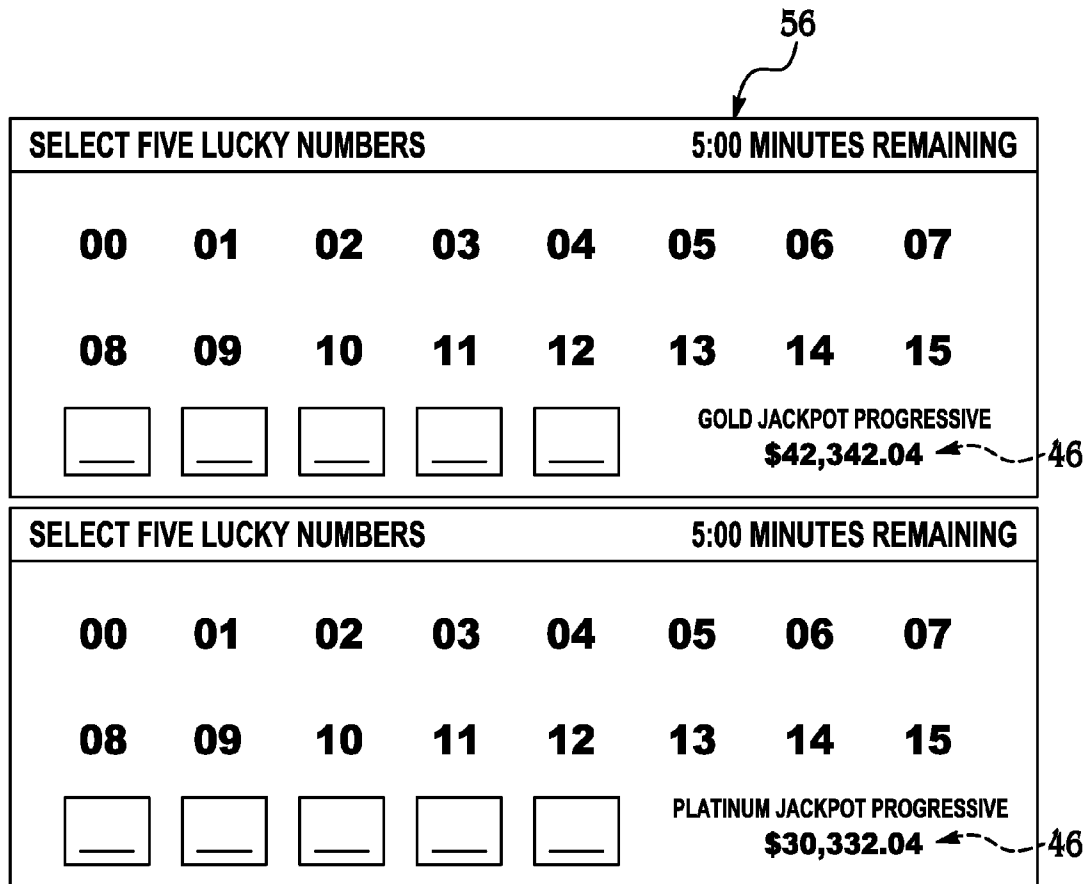 56
SELECT FIVE LUCKY NUMBERS 5:00 MINUTES REMAINING
00 01 02 03 04 05 06 07
08 09 10 11 12 13 14 15
GOLD JACKPOT PROGRESSIVE
$42,342.04 46
SELECT FIVE LUCKY NUMBERS 5:00 MINUTES REMAINING
00 01 02 03 04 05 06 07
08 09 10 11 12 13 14 15
PLATINUM JACKPOT PROGRESSIVE
$30,332.04 46